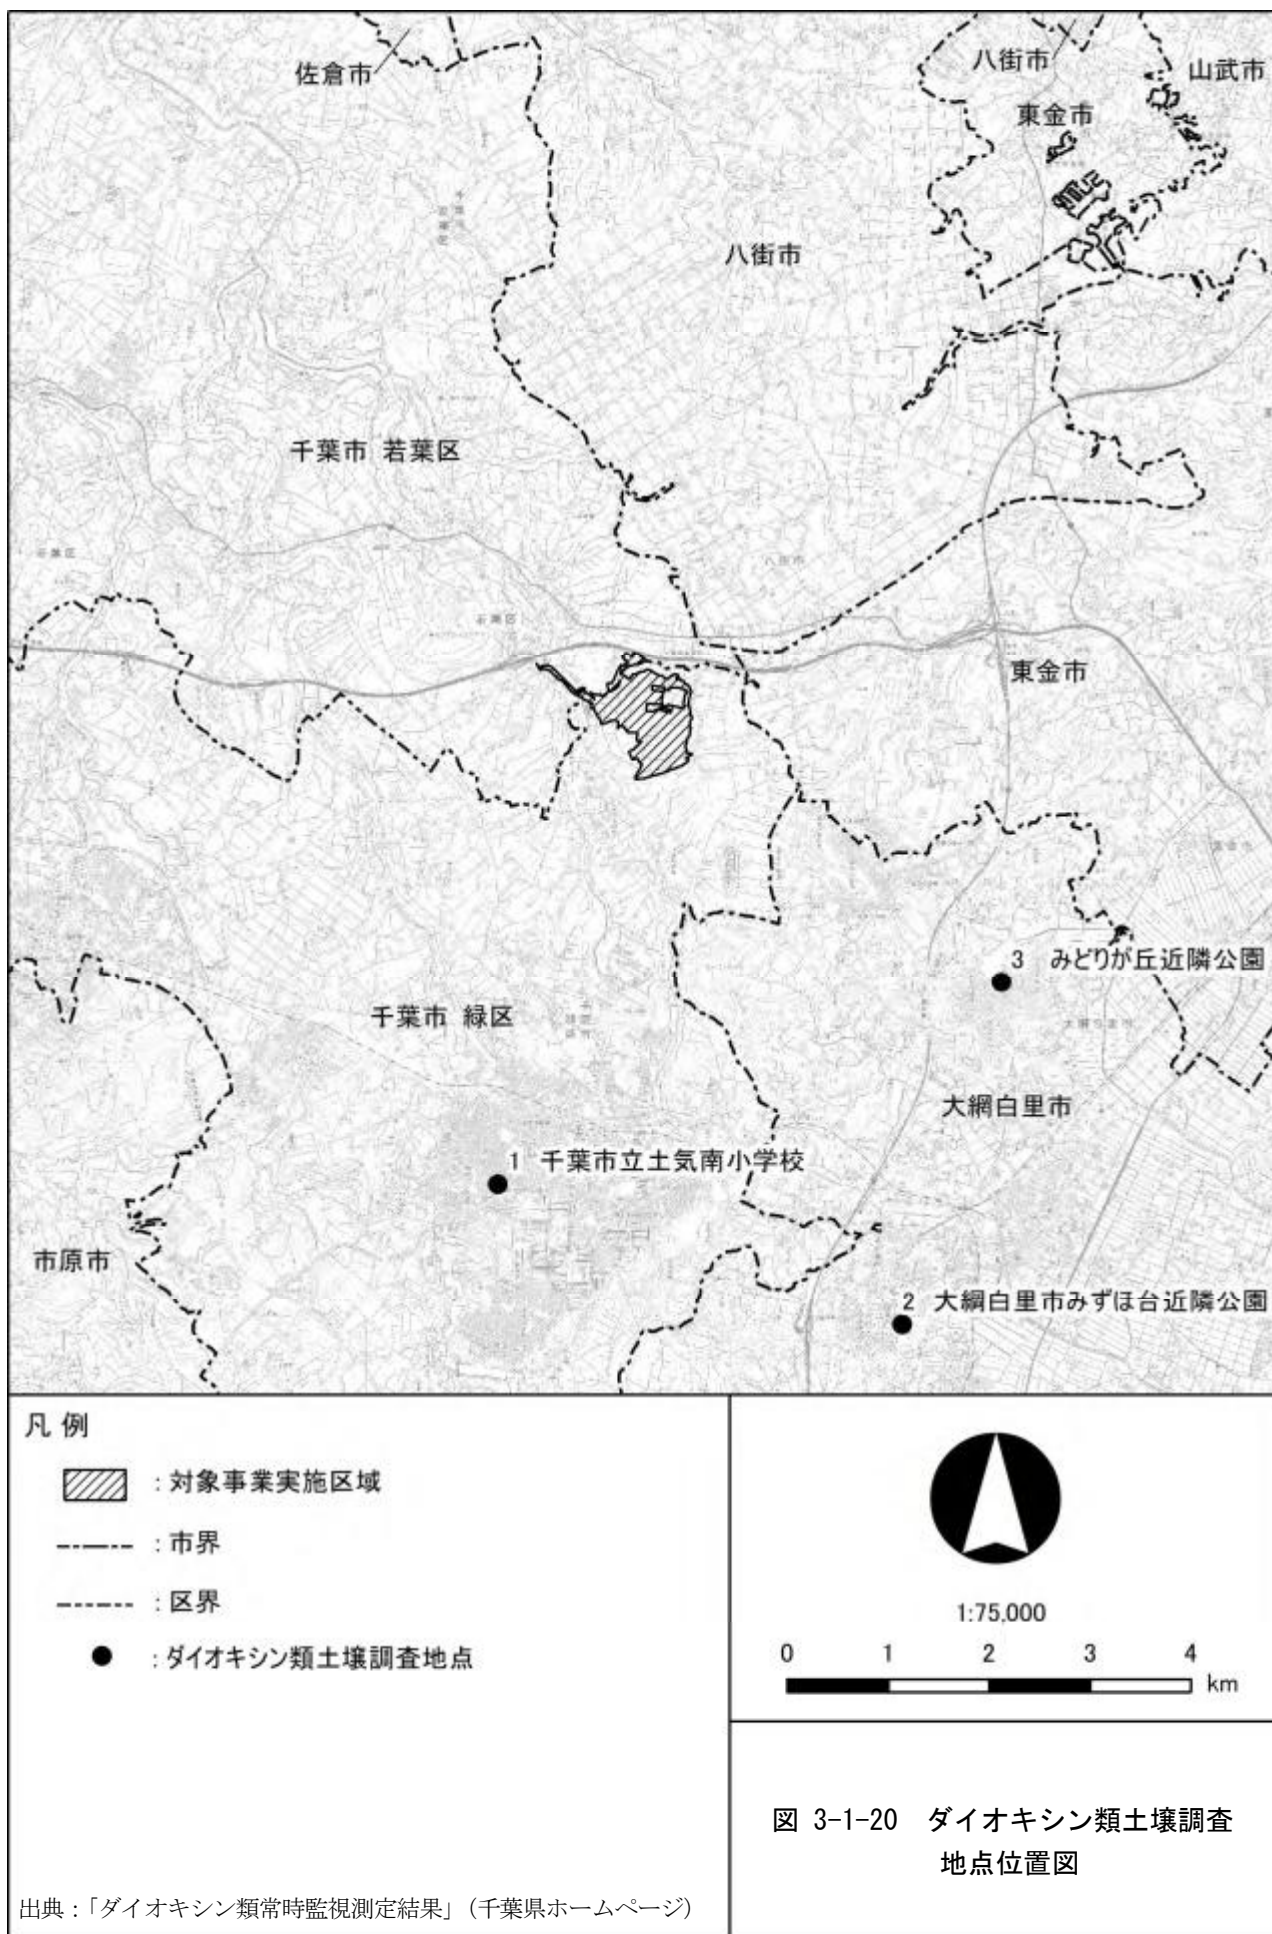 佐倉市
八街市
山武市
東金市
八街市
千葉市 若葉区
東金市
3 みどりが丘近隣公園
千葉市 緑区
大網白里市
1 千葉市立土気南小学校
市原市
2 大網白里市みずほ台近隣公園
凡 例
：対象事業実施区域
：市界
：区界
：ダイオキシン類土壌調査地点
1:75,000
0 1 2 3 4
km
図 3-1-20 ダイオキシン類土壌調査
地点位置図
出典：「ダイオキシン類常時監視測定結果」（千葉県ホームページ）